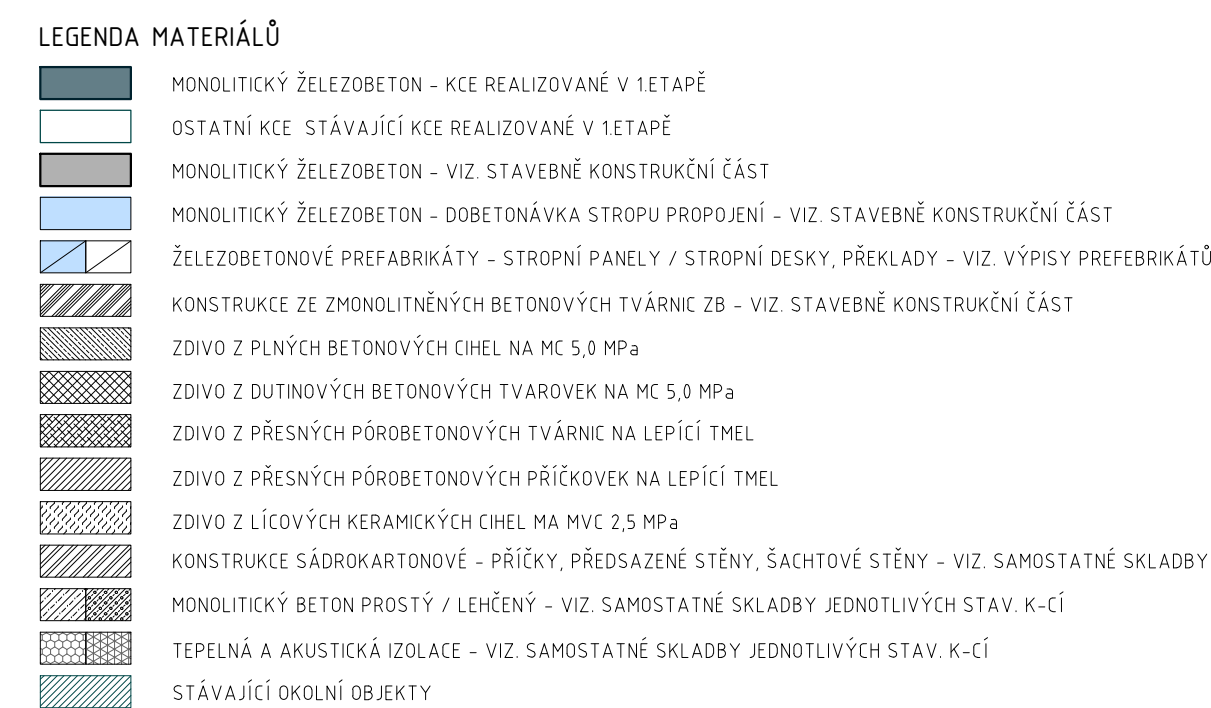 LEGENDA MATERIÁLŮ
MONOLITICKÝ ŽELEZOBETON - KCE REALIZOVANÉ V 1.ETAPĚ
OSTATNÍ KCE STÁVAJÍCÍ KCE REALIZOVANÉ V 1.ETAPĚ
MONOLITICKÝ ŽELEZOBETON - VIZ. STAVEBNĚ KONSTRUKČNÍ ČÁST
MONOLITICKÝ ŽELEZOBETON - DOBETONÁVKA STROPU PROPOJENÍ - VIZ. STAVEBNĚ KONSTRUKČNÍ ČÁST
ŽELEZOBETONOVÉ PREFABRIKÁTY - STROPNÍ PANELY / STROPNÍ DESKY, PŘEKLADY - VIZ. VÝPISY PREFEBRIKÁTŮ
KONSTRUKCE ZE ZMONOLITNĚNÝCH BETONOVÝCH TVÁRNIC ZB - VIZ. STAVEBNĚ KONSTRUKČNÍ ČÁST
ZDIVO Z PLNÝCH BETONOVÝCH CIHEL NA MC 5,0 MPa
ZDIVO Z DUTINOVÝCH BETONOVÝCH TVAROVEK NA MC 5,0 MPa
ZDIVO Z PŘESNÝCH PÓROBETONOVÝCH TVÁRNIC NA LEPÍCÍ TMEL
ZDIVO Z PŘESNÝCH PÓROBETONOVÝCH PŘÍČKOVEK NA LEPÍCÍ TMEL
ZDIVO Z LÍCOVÝCH KERAMICKÝCH CIHEL MA MVC 2,5 MPa
KONSTRUKCE SÁDROKARTONOVÉ - PŘÍČKY, PŘEDSAZENÉ STĚNY, ŠACHTOVÉ STĚNY - VIZ. SAMOSTATNÉ SKLADBY
MONOLITICKÝ BETON PROSTÝ / LEHČENÝ - VIZ. SAMOSTATNÉ SKLADBY JEDNOTLIVÝCH STAV. K-CÍ
TEPELNÁ A AKUSTICKÁ IZOLACE - VIZ. SAMOSTATNÉ SKLADBY JEDNOTLIVÝCH STAV. K-CÍ
STÁVAJÍCÍ OKOLNÍ OBJEKTY